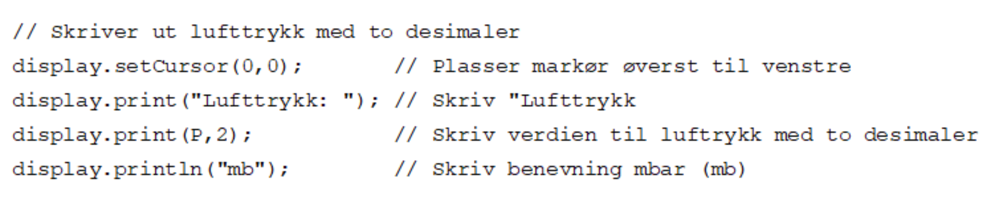 // Skriver ut lufttrykk med to desimaler
display.setCursor(0,0);       // Plasser markør øverst til venstre
display.print("Lufttrykk: "); // Skriv "Lufttrykk
display.print(P,2);           // Skriv verdien til luftrykk med to desimaler
display.println("mb");        // Skriv benevning mbar (mb)